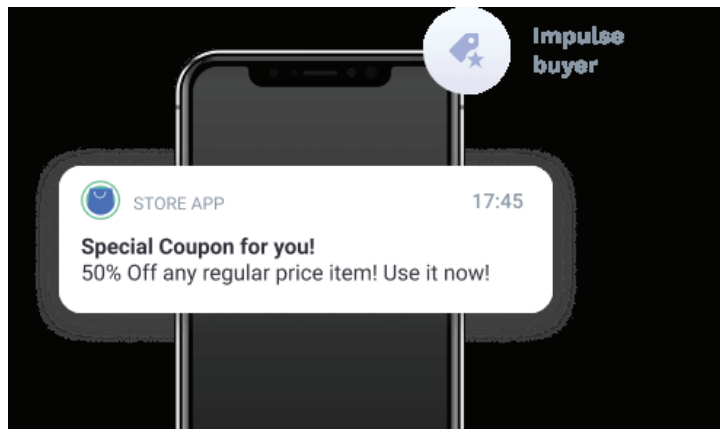 Impulse
buyer
STORE APP 17:45
Special Coupon for you!
50% Off any regular price item! Use it now!